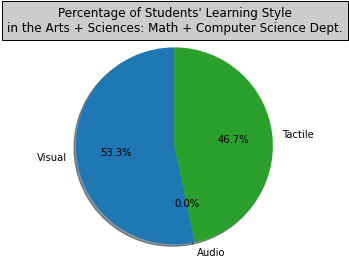 Percentage of Students' Learning Style
in the Arts + Sciences: Math + Computer Science Dept.
Tactile
46.7%
53.3%
Visual
0.0%
Audio